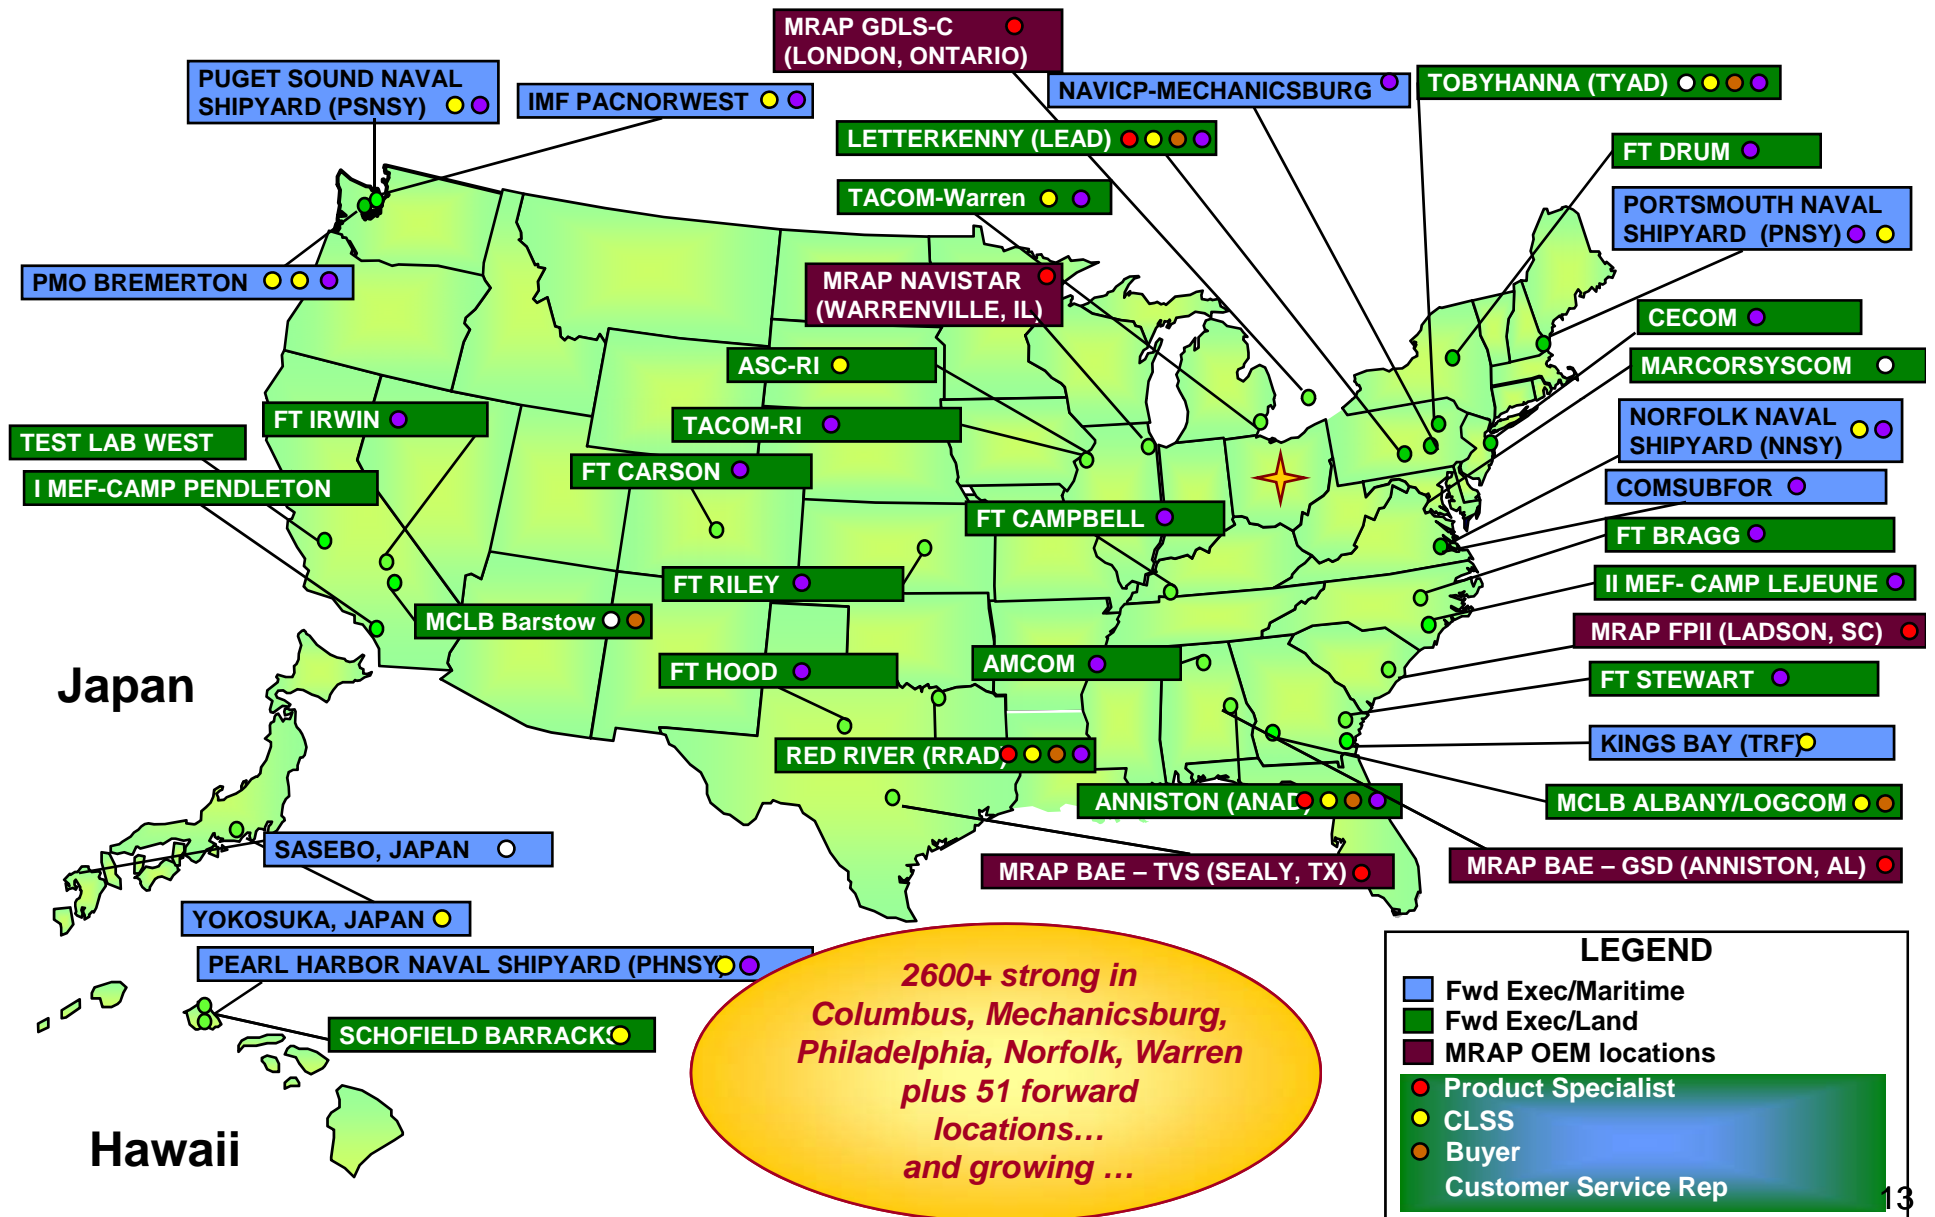 MRAP GDLS-C
(LONDON, ONTARIO)
PUGET SOUND NAVAL
SHIPYARD (PSNSY)
IMF PACNORWEST
NAVICP-MECHANICSBURG
TOBYHANNA (TYAD)
LETTERKENNY (LEAD)
FT DRUM
TACOM-Warren
PORTSMOUTH NAVAL
SHIPYARD (PNSY)
PMO BREMERTON
MRAP NAVISTAR
(WARRENVILLE, IL)
CECOM
ASC-RI
MARCORSYSCOM
FT IRWIN
TACOM-RI
NORFOLK NAVAL
SHIPYARD (NNSY)
TEST LAB WEST
FT CARSON
I MEF-CAMP PENDLETON
COMSUBFOR
FT CAMPBELL
FT BRAGG
FT RILEY
II MEF- CAMP LEJEUNE
MCLB Barstow
MRAP FPII (LADSON, SC)
FT HOOD
AMCOM
FT STEWART
Japan
RED RIVER (RRAD)
KINGS BAY (TRF)
ANNISTON (ANAD)
MCLB ALBANY/LOGCOM
SASEBO, JAPAN
MRAP BAE – TVS (SEALY, TX)
MRAP BAE – GSD (ANNISTON, AL)
YOKOSUKA, JAPAN
PEARL HARBOR NAVAL SHIPYARD (PHNSY)
SCHOFIELD BARRACKS
Hawaii
2600+ strong in
Columbus, Mechanicsburg,
Philadelphia, Norfolk, Warren
plus 51 forward
locations…
and growing …
LEGEND
Fwd Exec/Maritime
Fwd Exec/Land
MRAP OEM locations
Product Specialist
CLSS
Buyer
Customer Service Rep
13